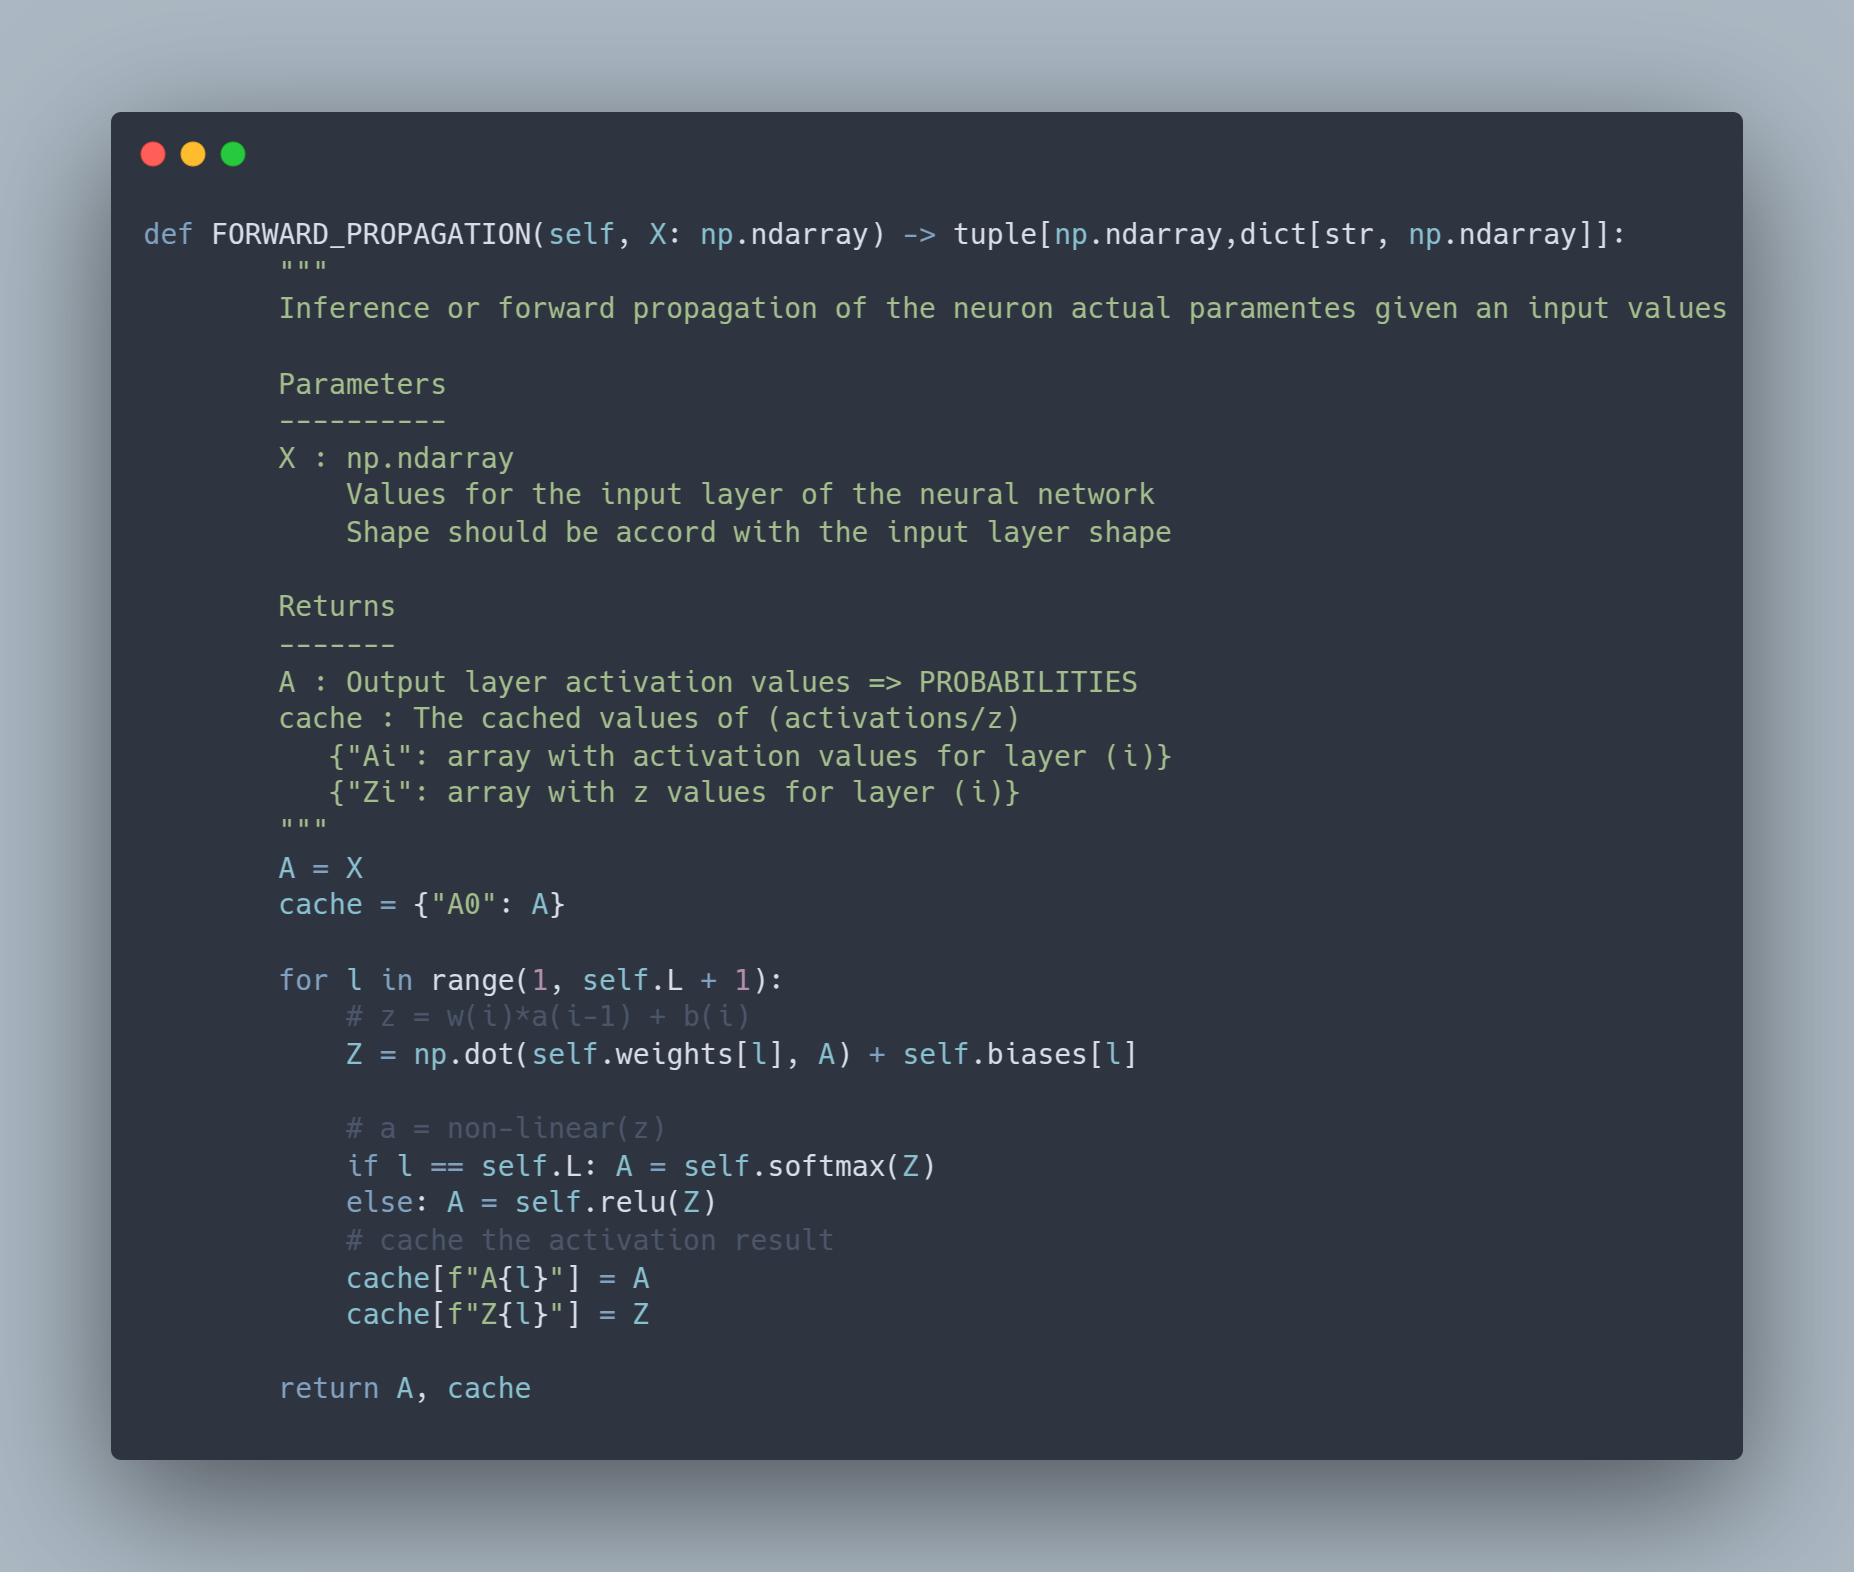 def FORWARD_PROPAGATION(self, X: np.ndarray) -> tuple[np.ndarray,dict[str, np.ndarray]]:
        """
        Inference or forward propagation of the neuron actual paramentes given an input values

        Parameters
        ----------
        X : np.ndarray
            Values for the input layer of the neural network
            Shape should be accord with the input layer shape

        Returns
        -------
        A : Output layer activation values => PROBABILITIES
        cache : The cached values of (activations/z)
           {"Ai": array with activation values for layer (i)}
           {"Zi": array with z values for layer (i)}
        """
        A = X
        cache = {"A0": A}

        for l in range(1, self.L + 1):
            # z = w(i)*a(i-1) + b(i)
            Z = np.dot(self.weights[l], A) + self.biases[l]

            # a = non-linear(z)
            if l == self.L: A = self.softmax(Z)
            else: A = self.relu(Z)
            # cache the activation result
            cache[f"A{l}"] = A
            cache[f"Z{l}"] = Z

        return A, cache